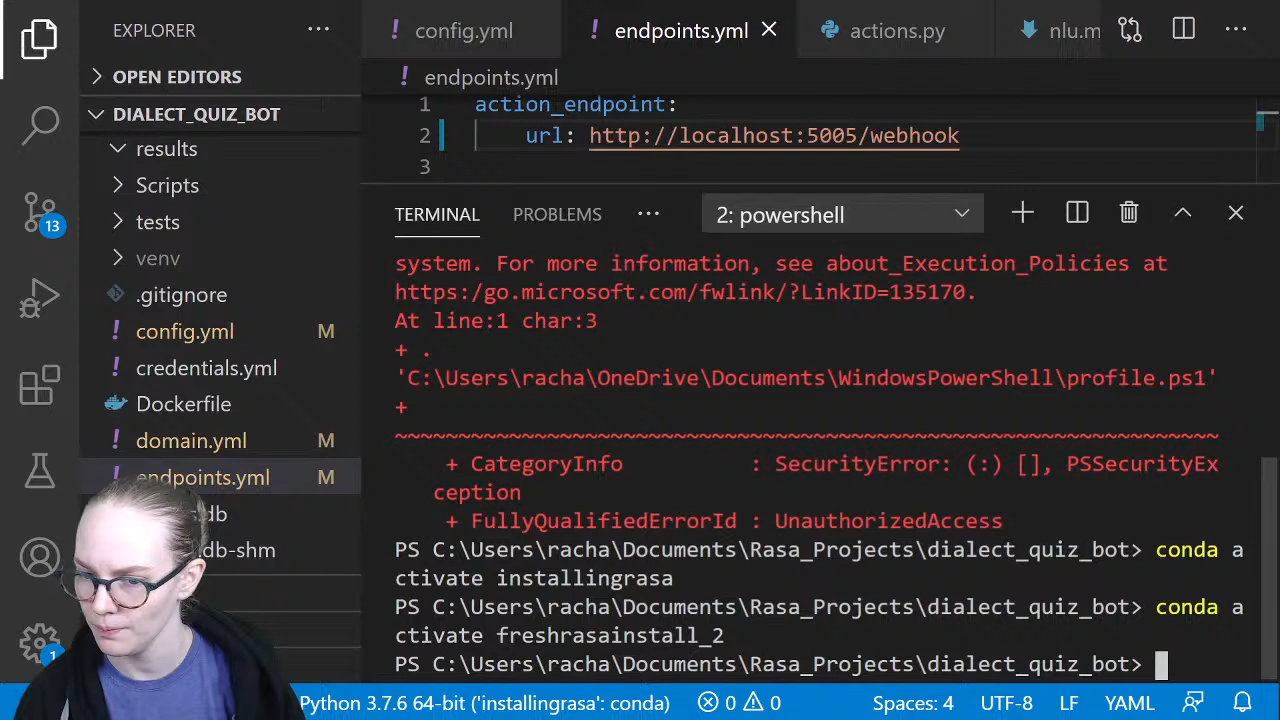 EXPLORER
config.yml
endpoints.yml
actions.py
nlu.m
OPEN EDITORS
endpoints.yml
DIALECT_QUIZ_BOT
1 action_endpoint:
2 url: http://localhost:5005/webhook
3
results
Scripts
tests
venv
.gitignore
config.yml M
credentials.yml
Dockerfile
domain.yml M
endpoints.yml M
db
db-shm
13
1
TERMINAL PROBLEMS 2: powershell
system. For more information, see about_Execution_Policies at
https:/go.microsoft.com/fwlink/?LinkID=135170.
At line:1 char:3
+ .
'C:\Users\racha\OneDrive\Documents\WindowsPowerShell\profile.ps1'
+
~~~~~~~~~~~~~~~~~~~~~~~~~~~~~~~~~~~~~~~~~~~~~~~~~~~~~~~~~~~~~~~~~
+ CategoryInfo : SecurityError: (:) [], PSSecurityEx
ception
+ FullyQualifiedErrorId : UnauthorizedAccess
PS C:\Users\racha\Documents\Rasa_Projects\dialect_quiz_bot> conda a
ctivate installingrasa
PS C:\Users\racha\Documents\Rasa_Projects\dialect_quiz_bot> conda a
ctivate freshrasainstall_2
PS C:\Users\racha\Documents\Rasa_Projects\dialect_quiz_bot>
Python 3.7.6 64-bit ('installingrasa': conda) 0 0 Spaces: 4 UTF-8 LF YAML